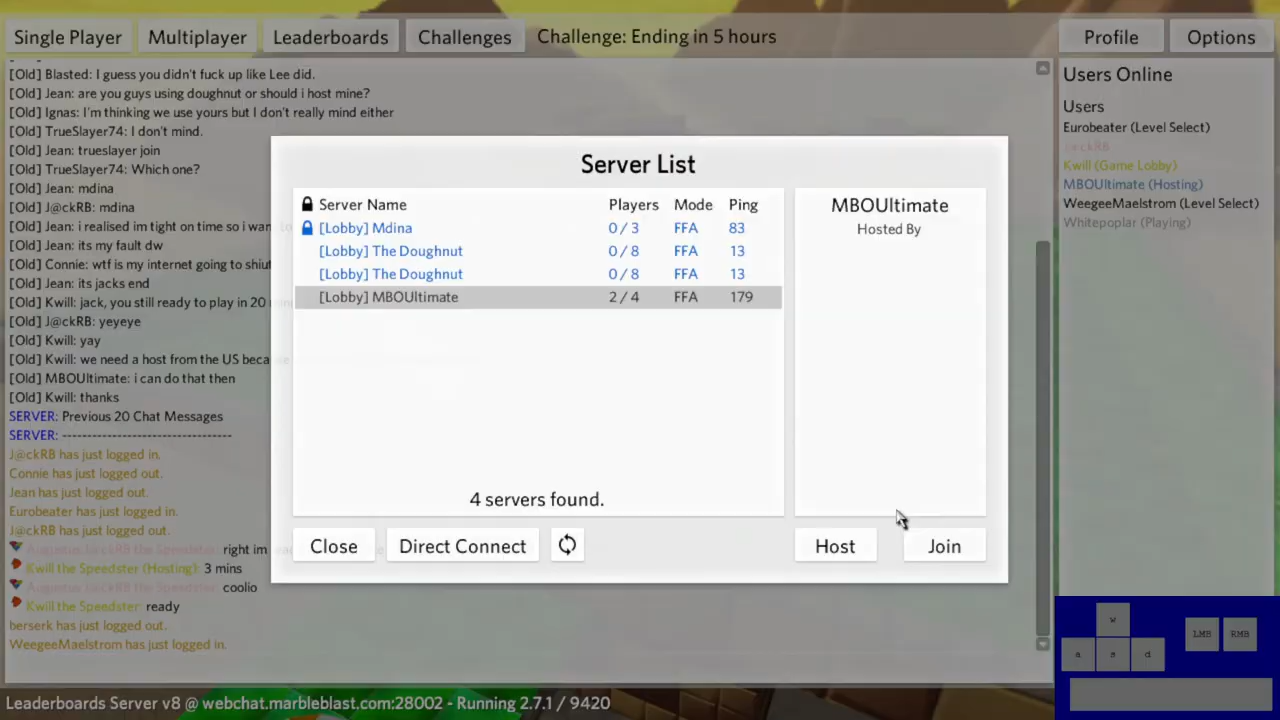 Single Player Multiplayer Leaderboards Challenges Challenge: Ending in 5 hours Profile Options
[Old] Blasted: I guess you didn't fuck up like Lee did.
[Old] Jean: are you guys using doughnut or should i host mine?
[Old] Ignas: I'm thinking we use yours but I don't really mind either
[Old] TrueSlayer74: I don't mind.
[Old] Jean: trueslayer join
[Old] TrueSlayer74: Which one?
[Old] Jean: mdina
[Old] J@ckRB: mdina
[Old] Jean: i realised im tight on time so i wan
[Old] Jean: its my fault dw
[Old] Connie: wtf is my internet going to shiut
[Old] Jean: its jacks end
[Old] Kwill: jack, you still ready to play in 20
[Old] J@ckRB: yeyeye
[Old] Kwill: yay
[Old] Kwill: we need a host from the US beca
[Old] MBOUltimate: i can do that then
[Old] Kwill: thanks
SERVER: Previous 20 Chat Messages
SERVER: ---------------------------------
J@ckRB has just logged in.
Connie has just logged out.
Jean has just logged out.
Eurobeater has just logged in.
J@ckRB has just logged out.
Augustus J@ckRB the Speedster: right im
Kwill the Speedster (Hosting): 3 mins
Augustus J@ckRB the Speedster: coolio
Kwill the Speedster: ready
berserk has just logged out.
WeegeeMaelstrom has just logged in.
Server List
Server Name Players Mode Ping
[Lobby] Mdina 0 / 3 FFA 83
[Lobby] The Doughnut 0 / 8 FFA 13
[Lobby] The Doughnut 0 / 8 FFA 13
[Lobby] MBOUltimate 2 / 4 FFA 179
4 servers found.
MBOUltimate
Hosted By
Close Direct Connect Host Join
Users Online
Users
Eurobeater (Level Select)
J@ckRB
Kwill (Game Lobby)
MBOUltimate (Hosting)
WeegeeMaelstrom (Level Select)
Whitepoplar (Playing)
w
a s d
LMB RMB
Leaderboards Server v8 @ webchat.marbleblast.com:28002 - Running 2.7.1 / 9420